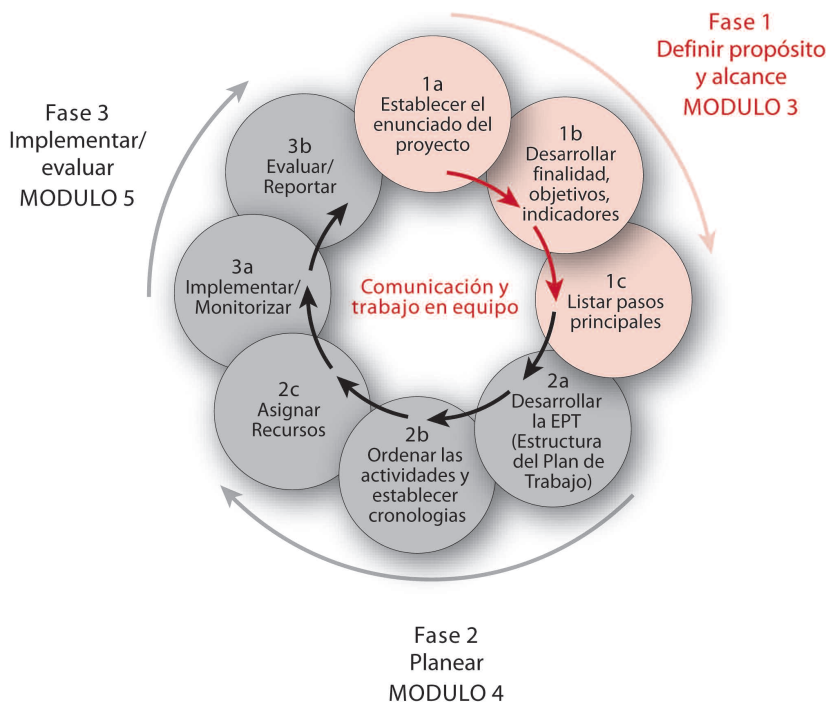 Fase 1
Definir propósito
y alcance
MODULO 3
1a
Establecer el
enunciado del
proyecto
1b
Desarrollar
finalidad,
objetivos,
indicadores
1c
Listar pasos
principales
2a
Desarrollar
la EPT
(Estructura
del Plan de
Trabajo)
2b
Ordenar las
actividades y
establecer
cronologias
2c
Asignar
Recursos
3a
Implementar/
Monitorizar
3b
Evaluar/
Reportar
Comunicación y
trabajo en equipo
Fase 3
Implementar/
evaluar
MODULO 5
Fase 2
Planear
MODULO 4